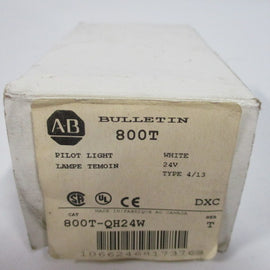 AB
BULLETIN
800T
PILOT LIGHT WHITE
LAMPE TEMOIN 24V
TYPE 4/13
DXC
CAT SER
800T-QH24W T